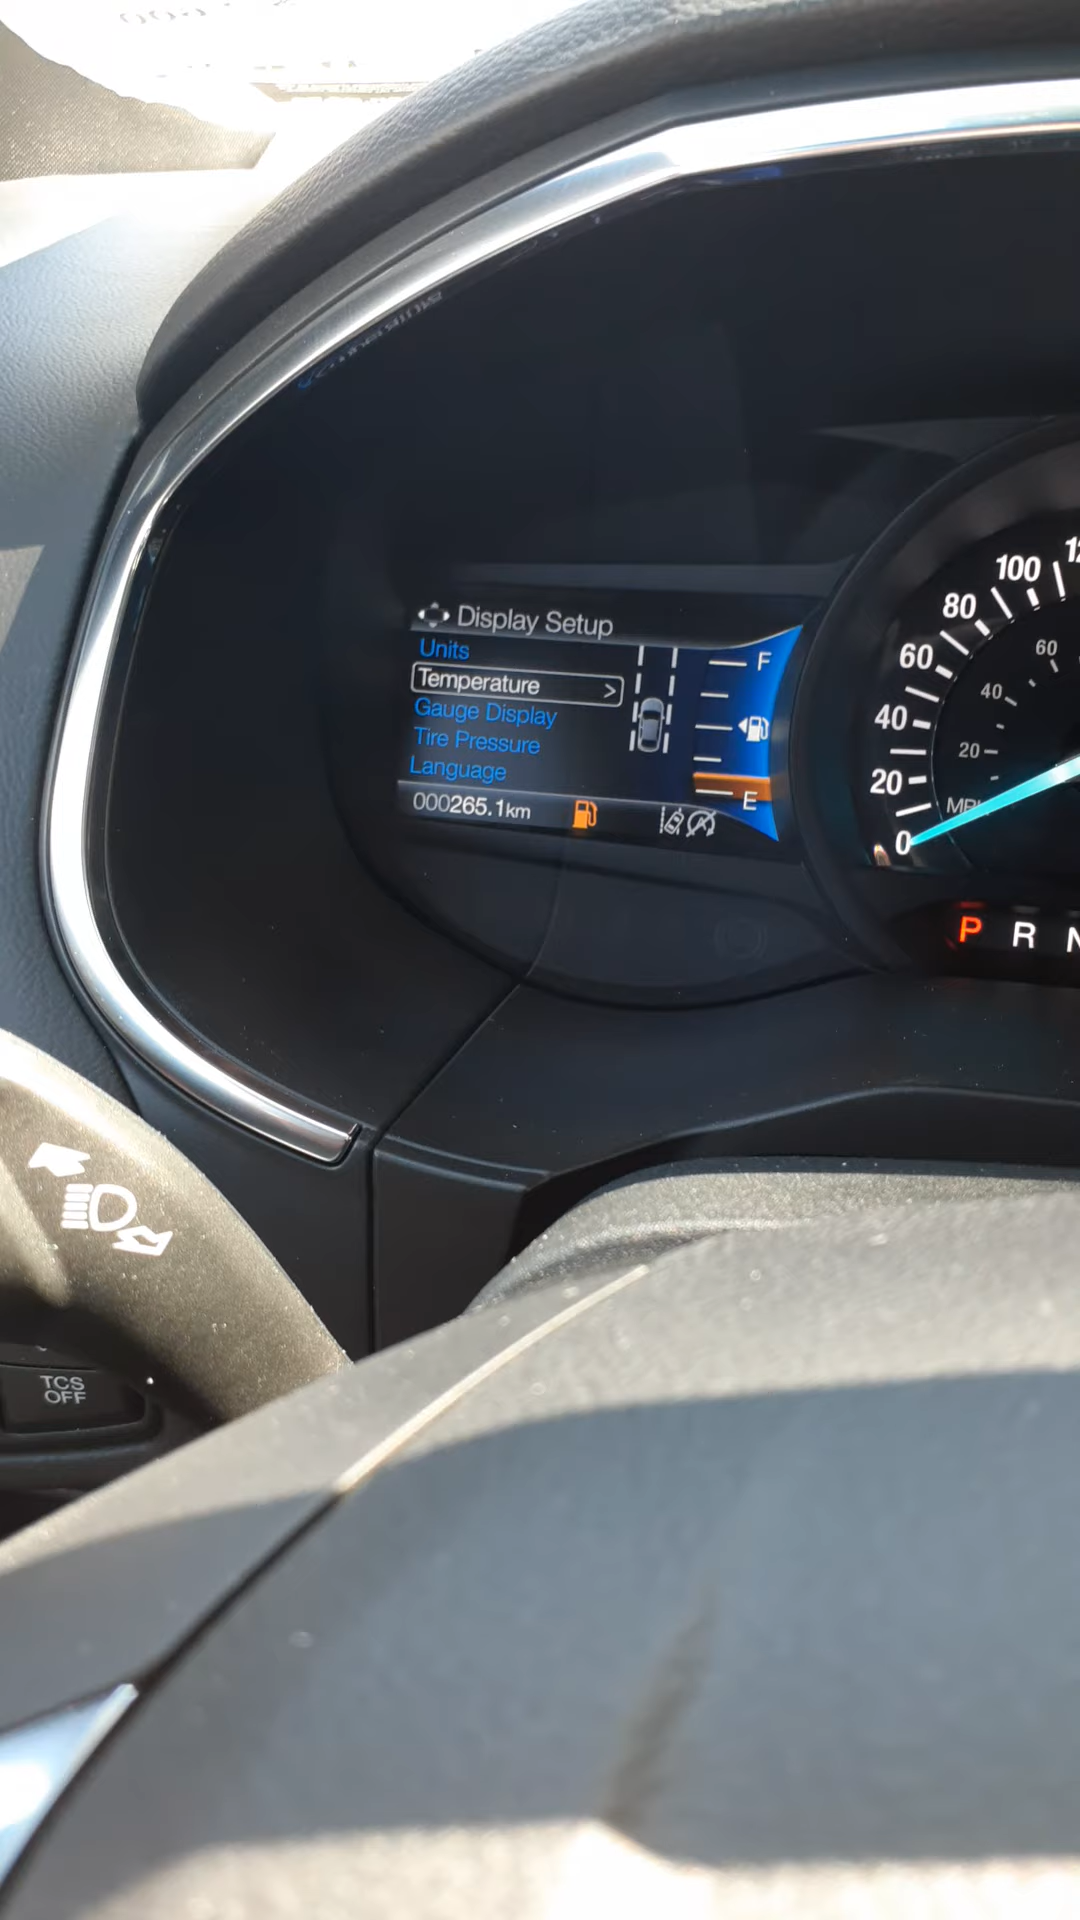 Display Setup
Units
Temperature >
Gauge Display
Tire Pressure
Language
000265.1km
F
E
0
20
40
60
80
100
20
40
60
P R N
TCS
OFF